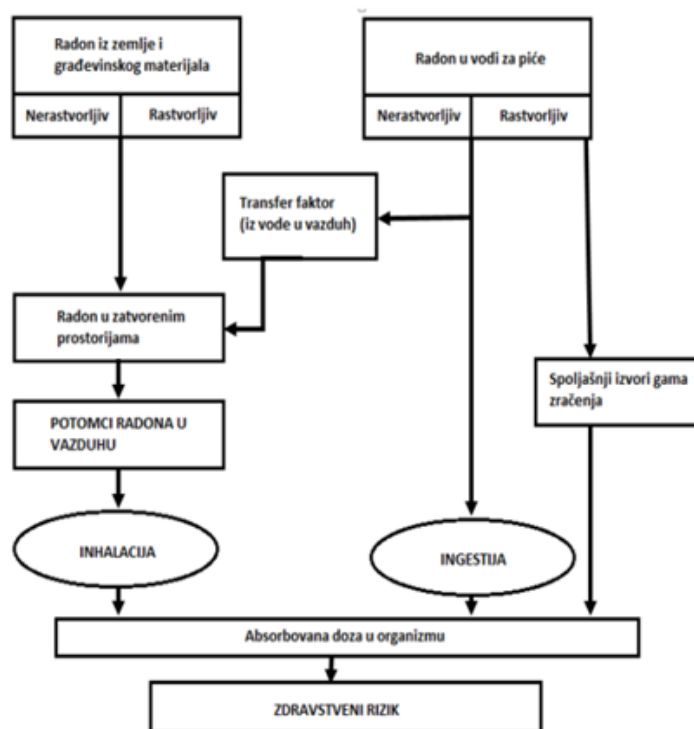 Radon iz zemlje i
građevinskog materijala
Nerastvorljiv
Rastvorljiv
Radon u vodi za piće
Nerastvorljiv
Rastvorljiv
Transfer faktor
(iz vode u vazduh)
Radon u zatvorenim
prostorijama
Spoljašnji izvori gama
zračenja
POTOMCI RADONA U
VAZDUHU
INHALACIJA
INGESTIJA
Absorbovana doza u organizmu
ZDRAVSTVENI RIZIK